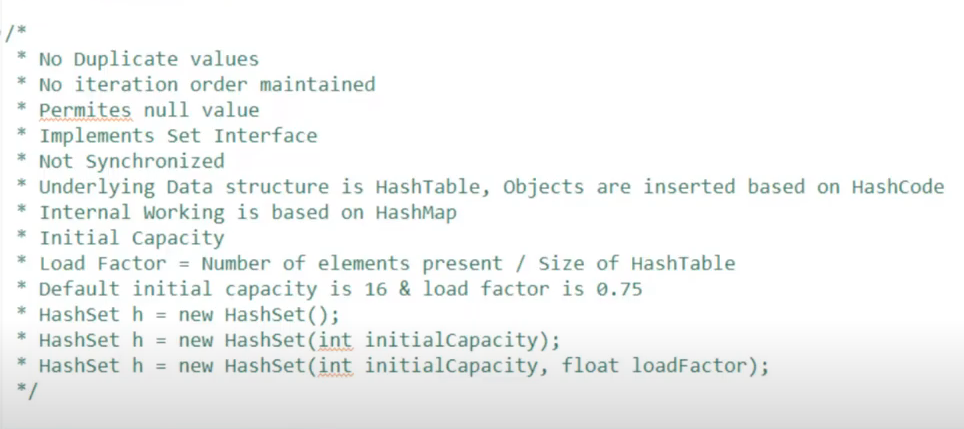 /*
* No Duplicate values
* No iteration order maintained
* Permites null value
* Implements Set Interface
* Not Synchronized
* Underlying Data structure is HashTable, Objects are inserted based on HashCode
* Internal Working is based on HashMap
* Initial Capacity
* Load Factor = Number of elements present / Size of HashTable
* Default initial capacity is 16 & load factor is 0.75
* HashSet h = new HashSet();
* HashSet h = new HashSet(int initialCapacity);
* HashSet h = new HashSet(int initialCapacity, float loadFactor);
*/